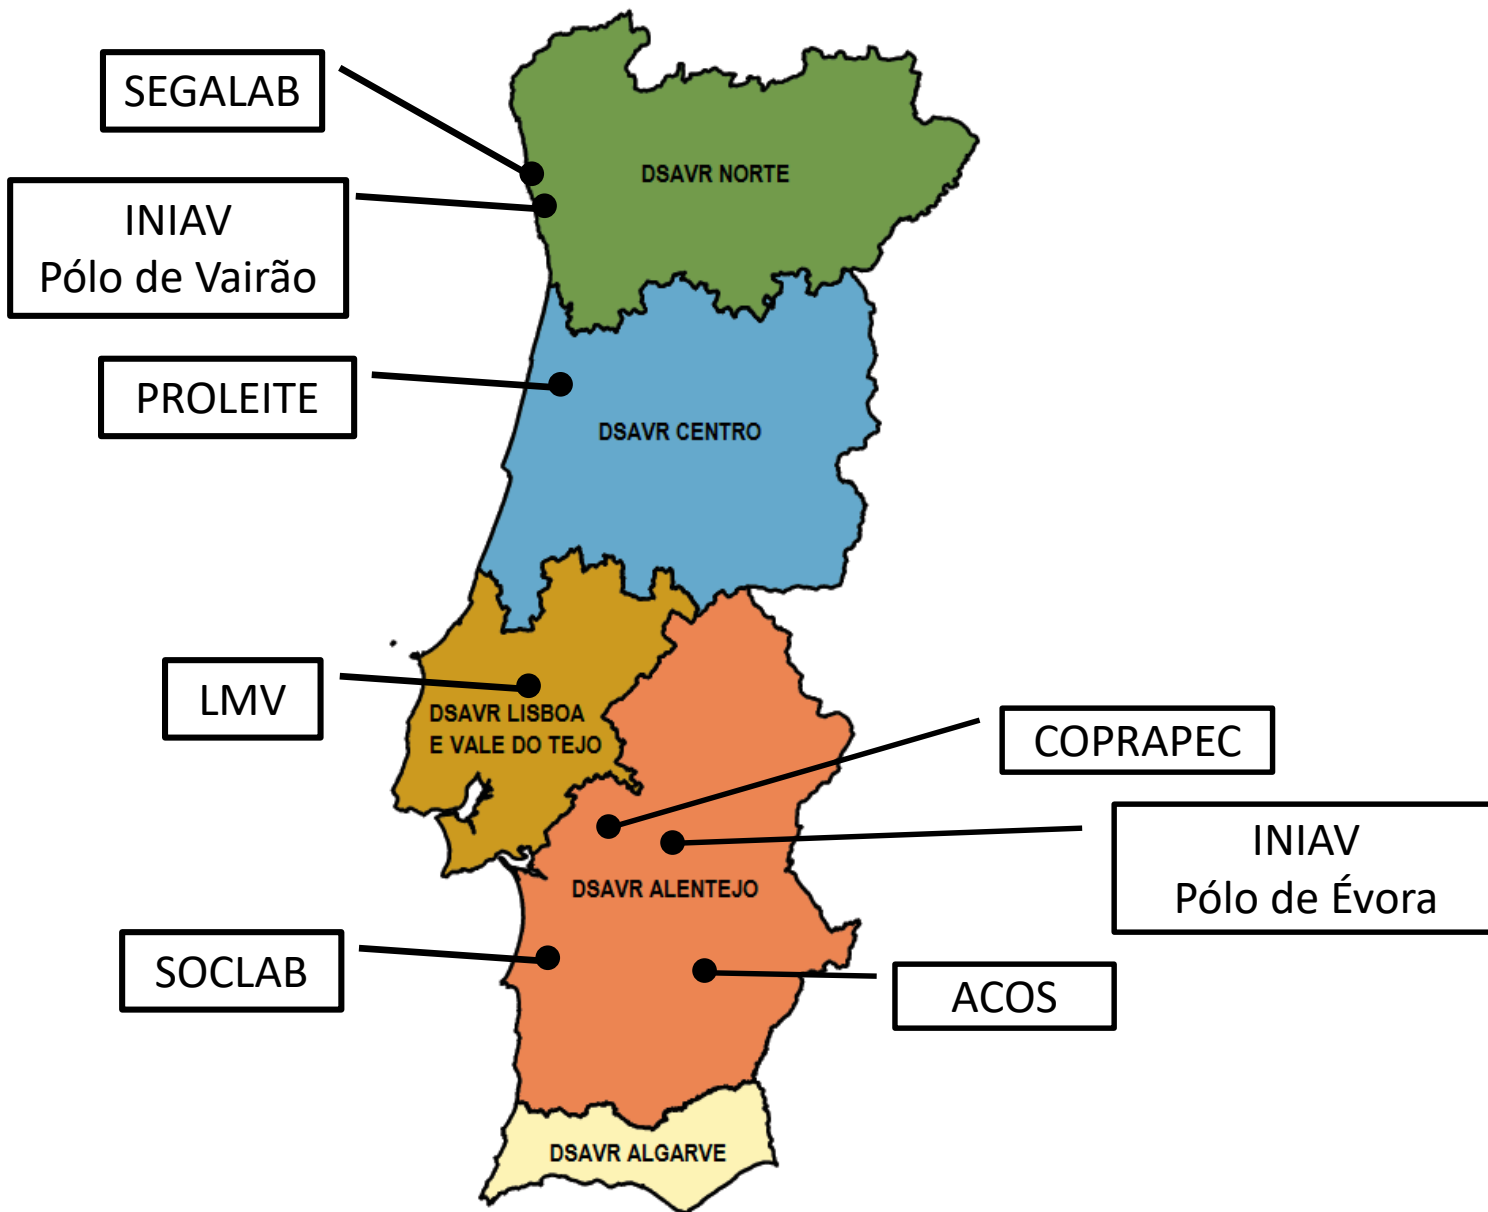 SEGALAB
DSAVR NORTE
INIAV
Pólo de Vairão
PROLEITE
DSAVR CENTRO
LMV
DSAVR LISBOA
E VALE DO TEJO
COPRAPEC
INIAV
Pólo de Évora
DSAVR ALENTEJO
SOCLAB
ACOS
DSAVR ALGARVE